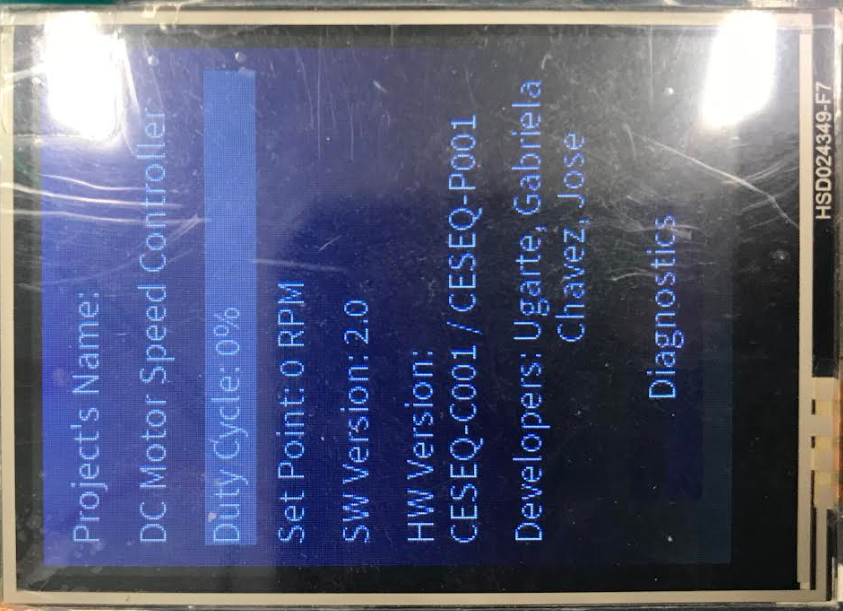 Project's Name:
DC Motor Speed Controller
Duty Cycle: 0%
Set Point: 0 RPM
SW Version: 2.0
HW Version:
CESEQ-C001 / CESEQ-P001
Developers: Ugarte, Gabriela
Chavez, Jose
Diagnostics
HSD024349-F7